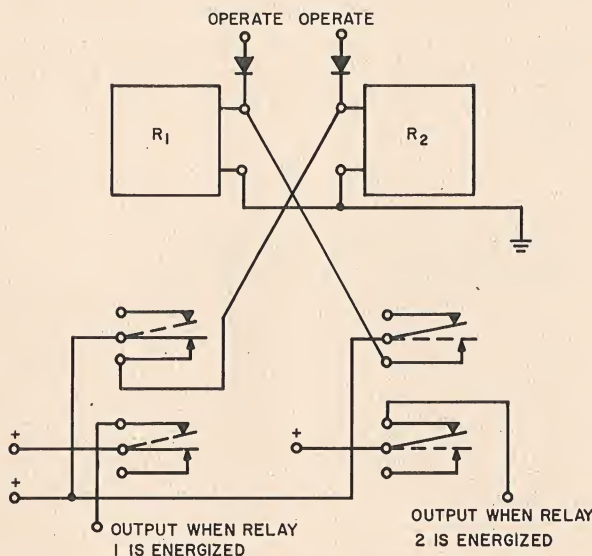 OPERATE OPERATE
R1
R2
+
+
+
OUTPUT WHEN RELAY
1 IS ENERGIZED
OUTPUT WHEN RELAY
2 IS ENERGIZED